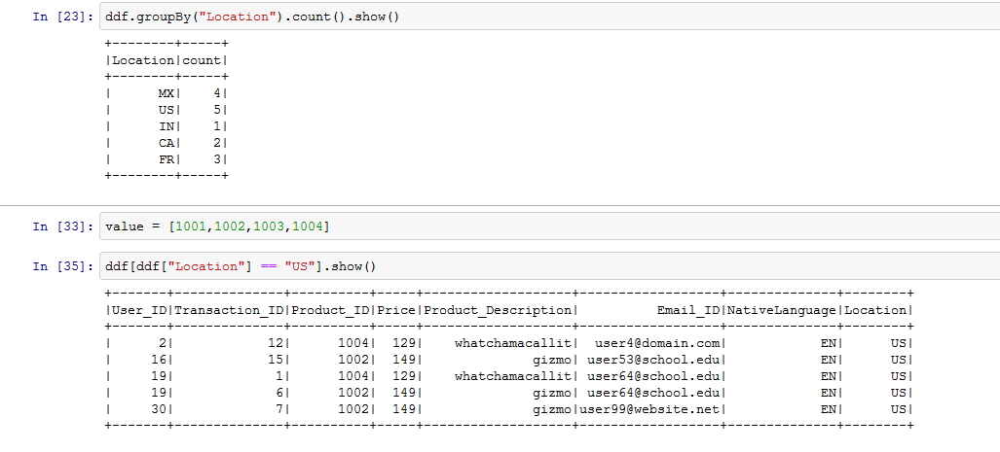 In [23]: ddf.groupBy("Location").count().show()
+--------+-----+
|Location|count|
+--------+-----+
|      MX|    4|
|      US|    5|
|      IN|    1|
|      CA|    2|
|      FR|    3|
+--------+-----+
In [33]: value = [1001,1002,1003,1004]
In [35]: ddf[ddf["Location"] == "US"].show()
+-------+--------------+----------+-----+-------------------+------------------+--------------+--------+
|User_ID|Transaction_ID|Product_ID|Price|Product_Description|          Email_ID|NativeLanguage|Location|
+-------+--------------+----------+-----+-------------------+------------------+--------------+--------+
|      2|            12|      1004|  129|     whatchamacallit|  user4@domain.com|            EN|      US|
|     16|            15|      1002|  149|              gizmo| user53@school.edu|            EN|      US|
|     19|             1|      1004|  129|     whatchamacallit| user64@school.edu|            EN|      US|
|     19|             6|      1002|  149|              gizmo| user64@school.edu|            EN|      US|
|     30|             7|      1002|  149|              gizmo|user99@website.net|            EN|      US|
+-------+--------------+----------+-----+-------------------+------------------+--------------+--------+